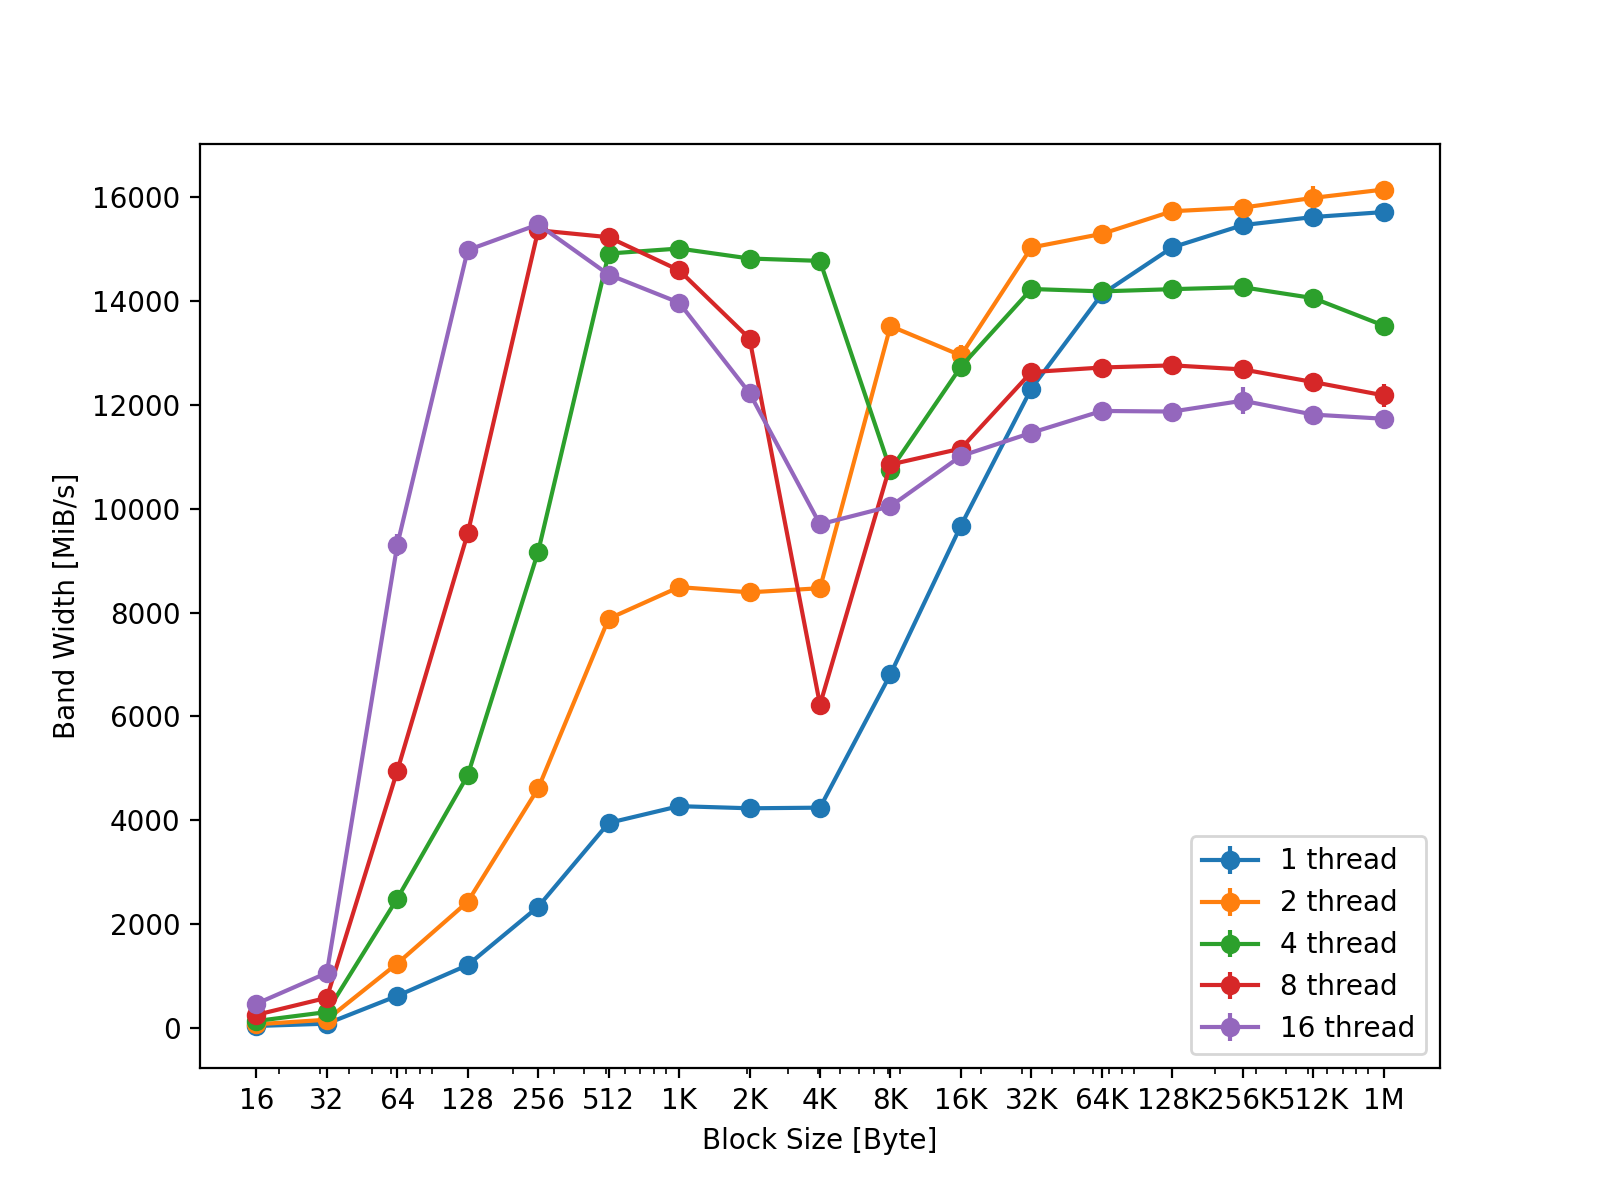 16000
14000
12000
10000
8000
6000
4000
2000
0
Band Width [MiB/s]
16 32 64 128 256 512 1K 2K 4K 8K 16K 32K 64K 128K 256K 512K 1M
Block Size [Byte]
1 thread
2 thread
4 thread
8 thread
16 thread